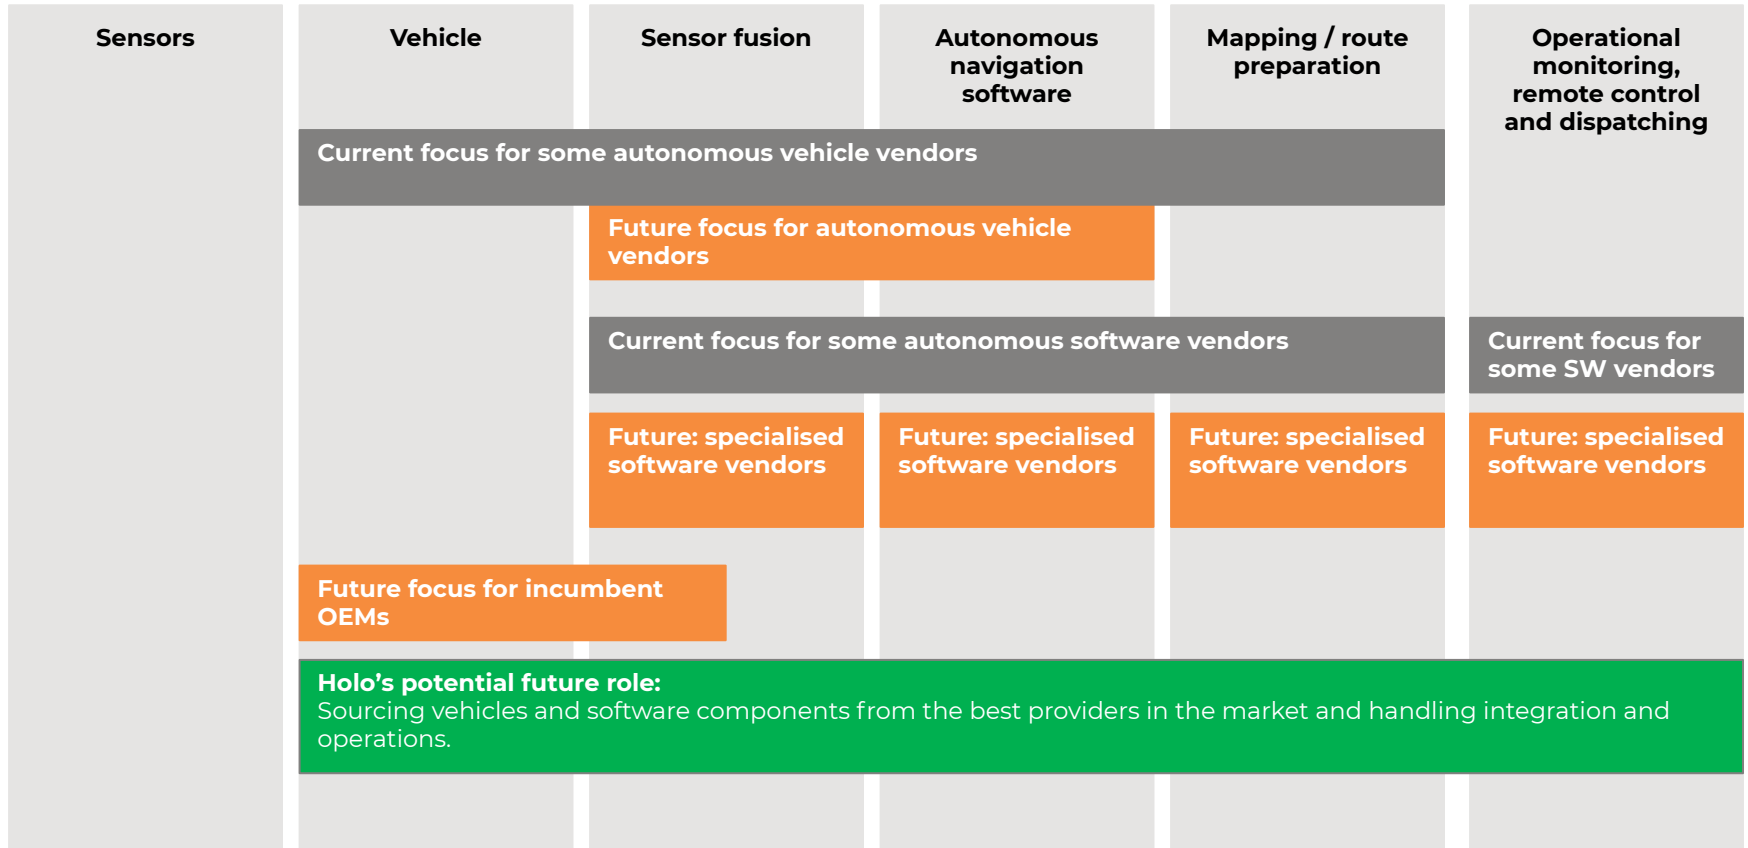 Sensors
Vehicle
Sensor fusion
Autonomous
navigation
software
Mapping / route
preparation
Operational
monitoring,
remote control
and dispatching
Current focus for some autonomous vehicle vendors
Future focus for autonomous vehicle
vendors
Current focus for some autonomous software vendors
Current focus for
some SW vendors
Future: specialised
software vendors
Future: specialised
software vendors
Future: specialised
software vendors
Future: specialised
software vendors
Future focus for incumbent
OEMs
Holo’s potential future role:
Sourcing vehicles and software components from the best providers in the market and handling integration and
operations.